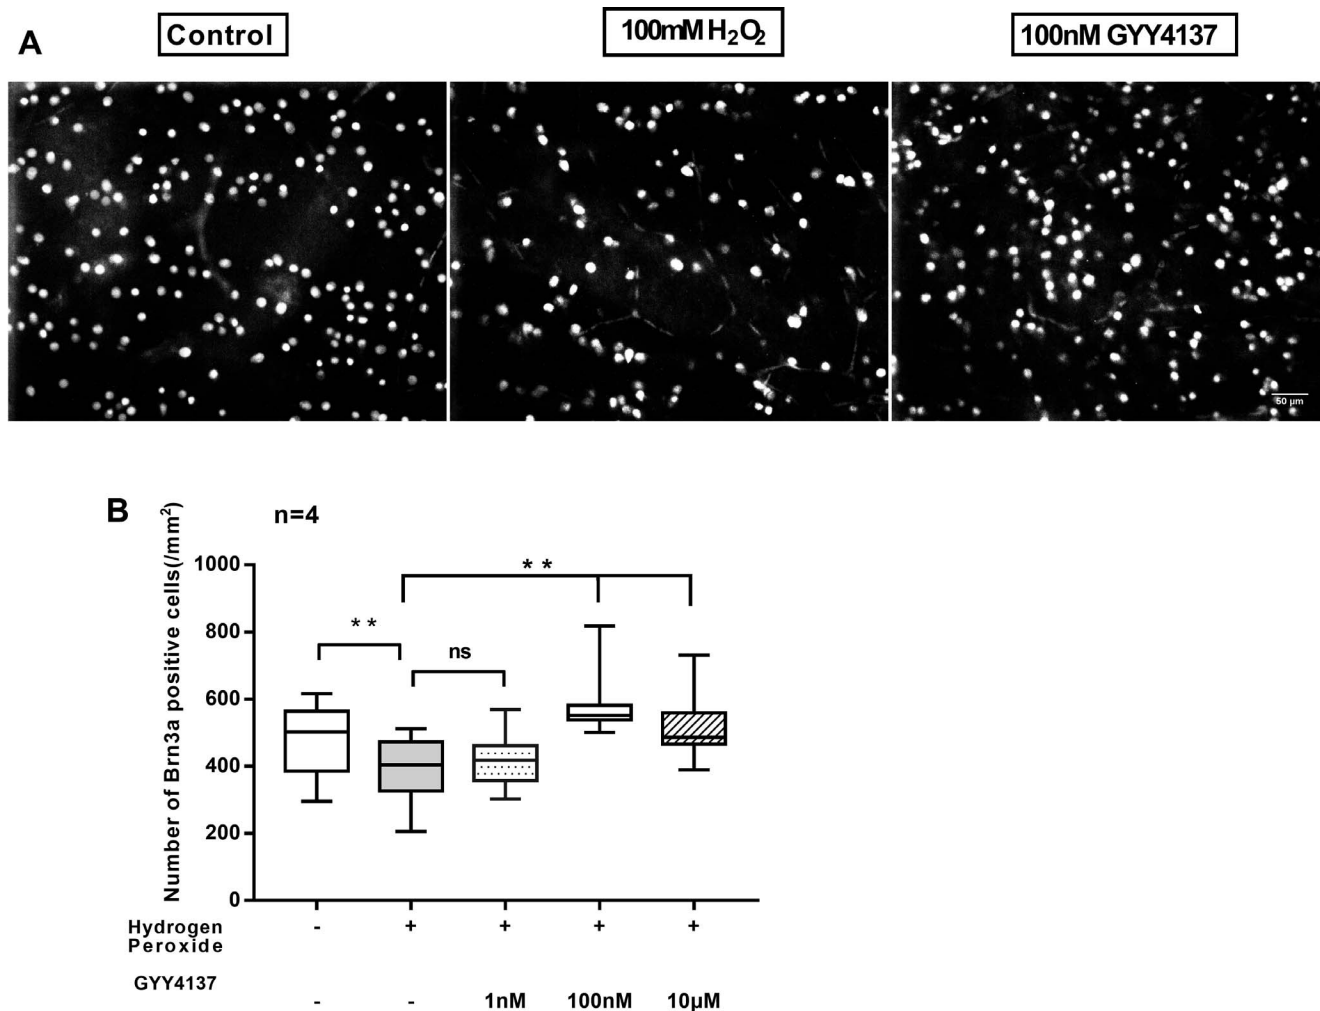 A
Control
100mM H₂O₂
100nM GYY4137
50 µm
B
n=4
Number of Brn3a positive cells(/mm²)
1000
800
600
400
200
0
* *
ns
* *
Hydrogen Peroxide
- + + + +
GYY4137
- - 1nM 100nM 10µM